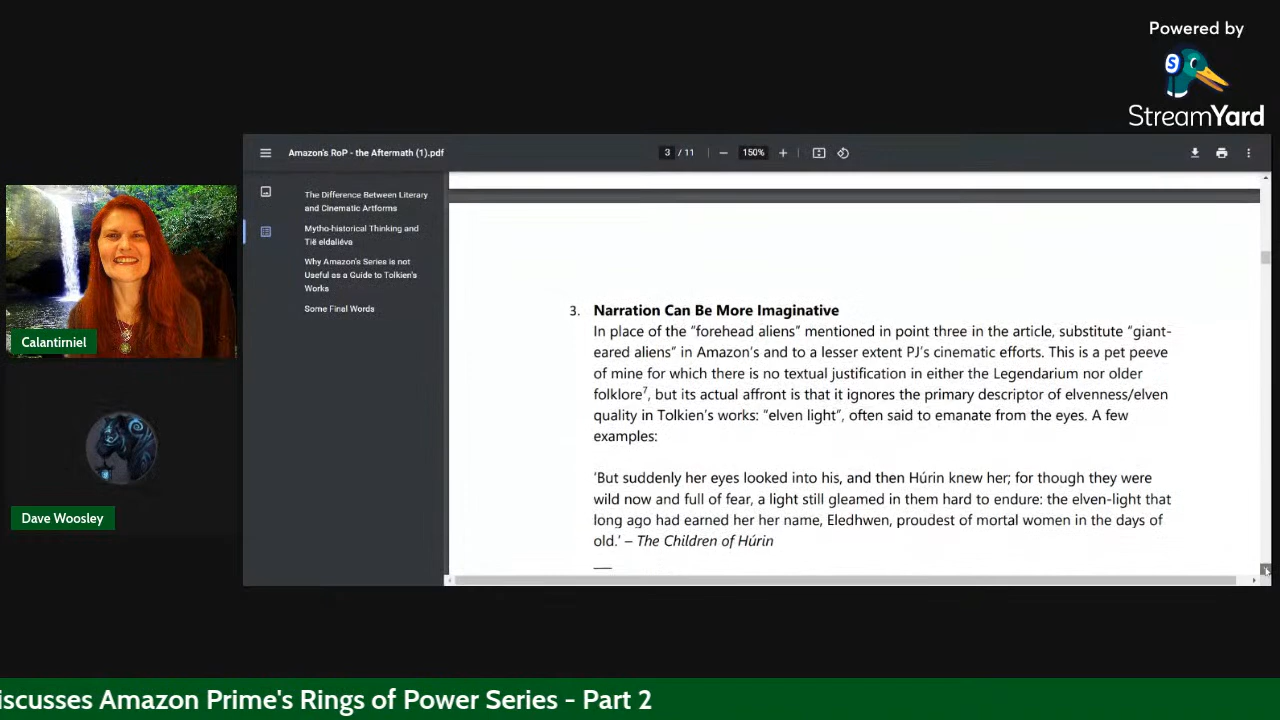 Powered by
S
StreamYard
Amazon's RoP - the Aftermath (1).pdf
3 / 11
150%
The Difference Between Literary
and Cinematic Artforms
Mytho-historical Thinking and
Tië eldaliéva
Why Amazon's Series is not
Useful as a Guide to Tolkien's
Works
Some Final Words
3. Narration Can Be More Imaginative
In place of the “forehead aliens” mentioned in point three in the article, substitute “giant-
eared aliens” in Amazon's and to a lesser extent PJ's cinematic efforts. This is a pet peeve
of mine for which there is no textual justification in either the Legendarium nor older
folklore7, but its actual affront is that it ignores the primary descriptor of elvenness/elven
quality in Tolkien's works: “elven light”, often said to emanate from the eyes. A few
examples:
‘But suddenly her eyes looked into his, and then Húrin knew her; for though they were
wild now and full of fear, a light still gleamed in them hard to endure: the elven-light that
long ago had earned her her name, Eledhwen, proudest of mortal women in the days of
old.’ – The Children of Húrin
Calantirniel
Dave Woosley
iscusses Amazon Prime's Rings of Power Series - Part 2